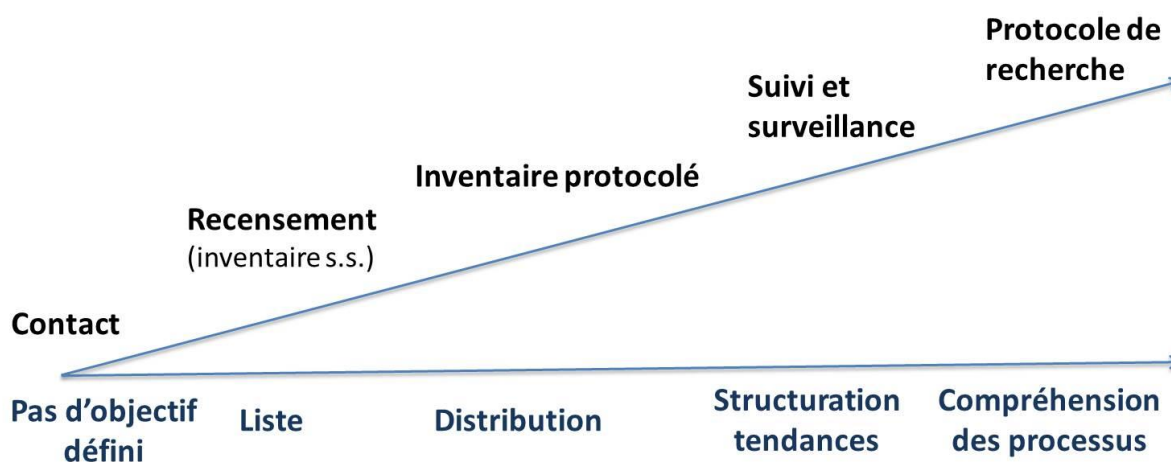 Protocole de
recherche
Suivi et
surveillance
Inventaire protocolé
Recensement
(inventaire s.s.)
Contact
Pas d’objectif
défini
Liste
Distribution
Structuration
tendances
Compréhension
des processus